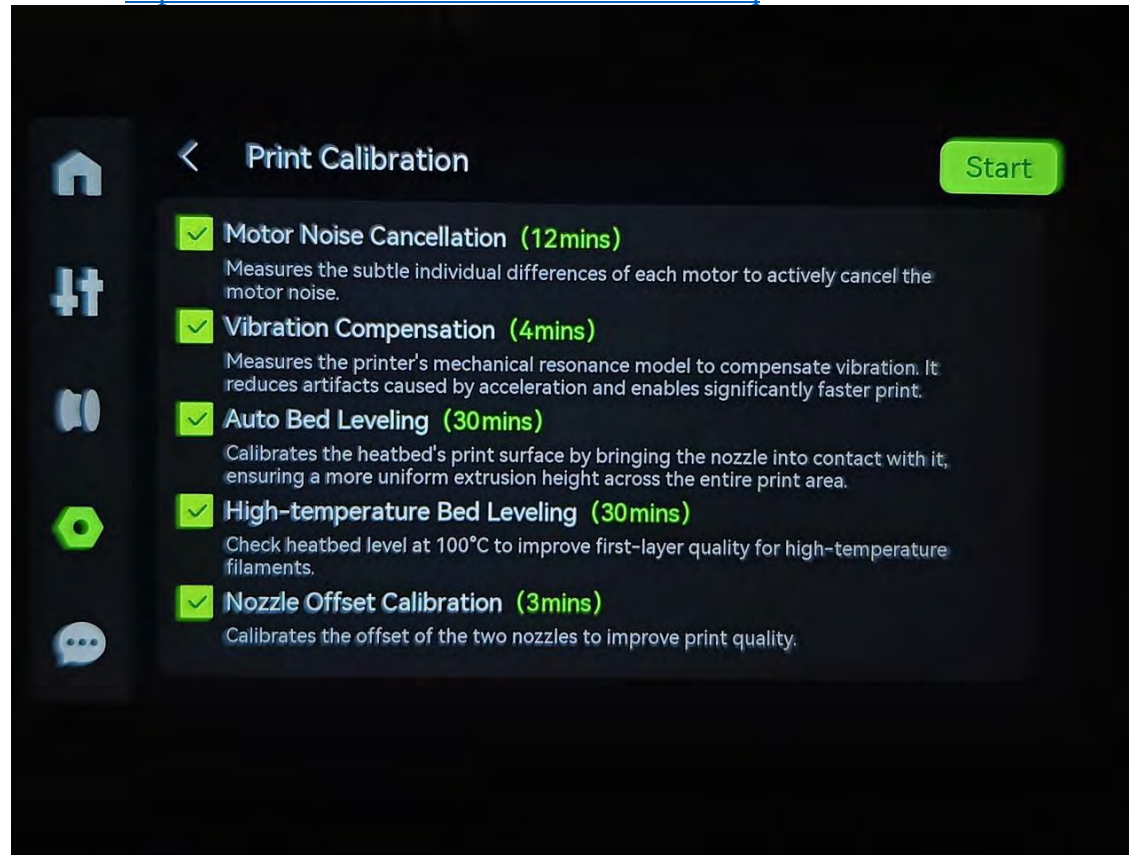 Print Calibration
Start
Motor Noise Cancellation (12mins)
Measures the subtle individual differences of each motor to actively cancel the
motor noise.
Vibration Compensation (4mins)
Measures the printer's mechanical resonance model to compensate vibration. It
reduces artifacts caused by acceleration and enables significantly faster print.
Auto Bed Leveling (30mins)
Calibrates the heatbed's print surface by bringing the nozzle into contact with it,
ensuring a more uniform extrusion height across the entire print area.
High-temperature Bed Leveling (30mins)
Check heatbed level at 100°C to improve first-layer quality for high-temperature
filaments.
Nozzle Offset Calibration (3mins)
Calibrates the offset of the two nozzles to improve print quality.